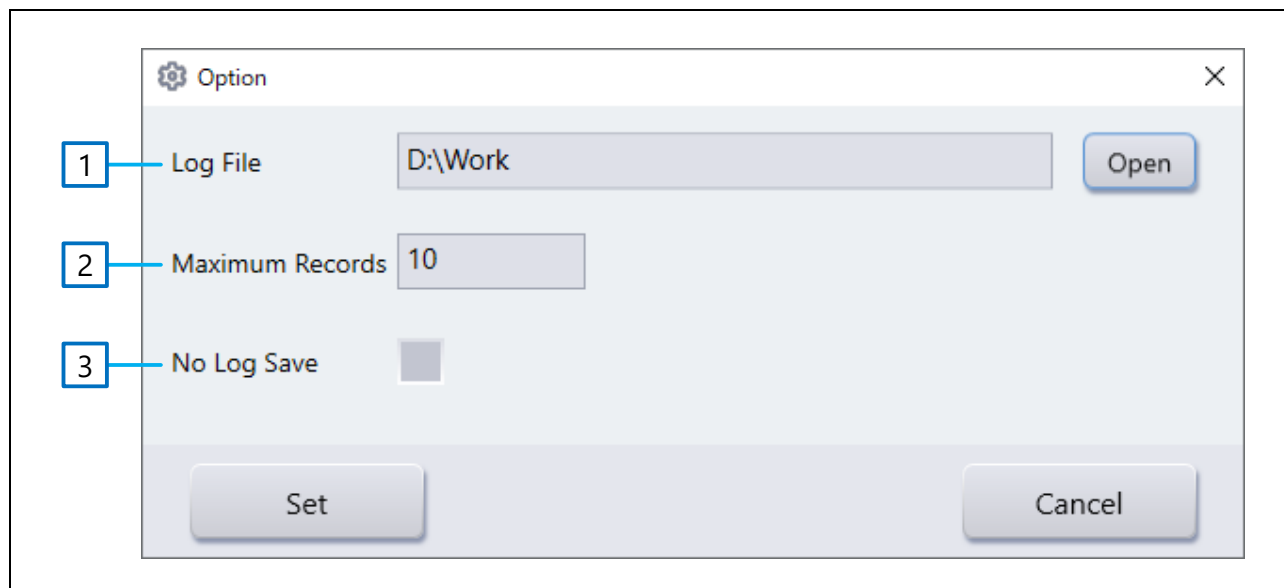 Option
1 Log File D:\Work Open
2 Maximum Records 10
3 No Log Save
Set Cancel